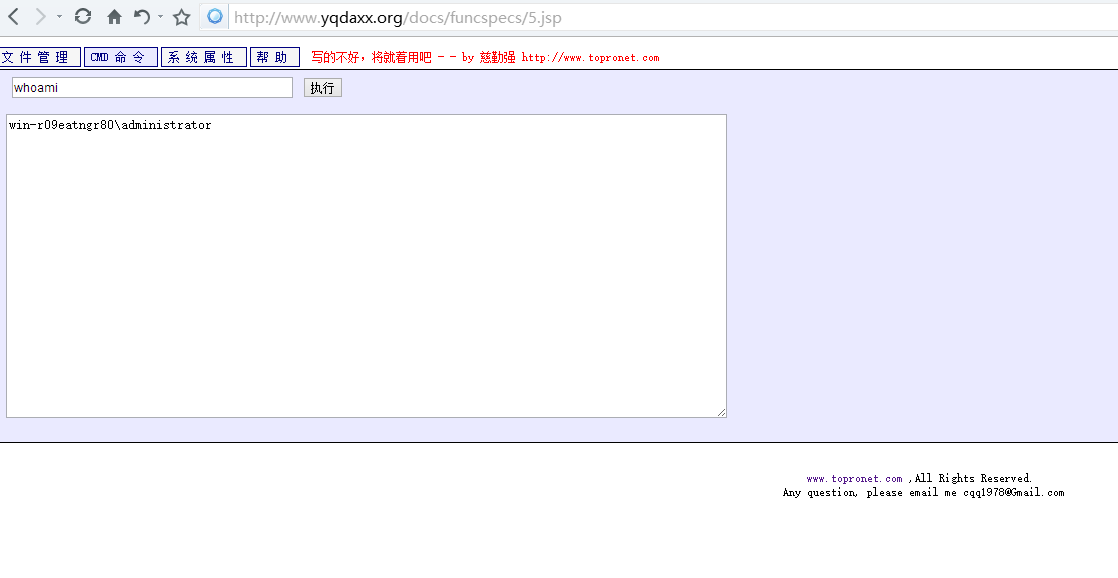 http://www.yqdaxx.org/docs/funcspecs/5.jsp
文件管理 CMD 命令 系统属性 帮助 写的不好，将就着用吧 - - by 慈勤强 http://www.topronet.com
whoami 执行
win-r09eatngr80\administrator
www.topronet.com ,All Rights Reserved.
Any question, please email me cqq1978@Gmail.com